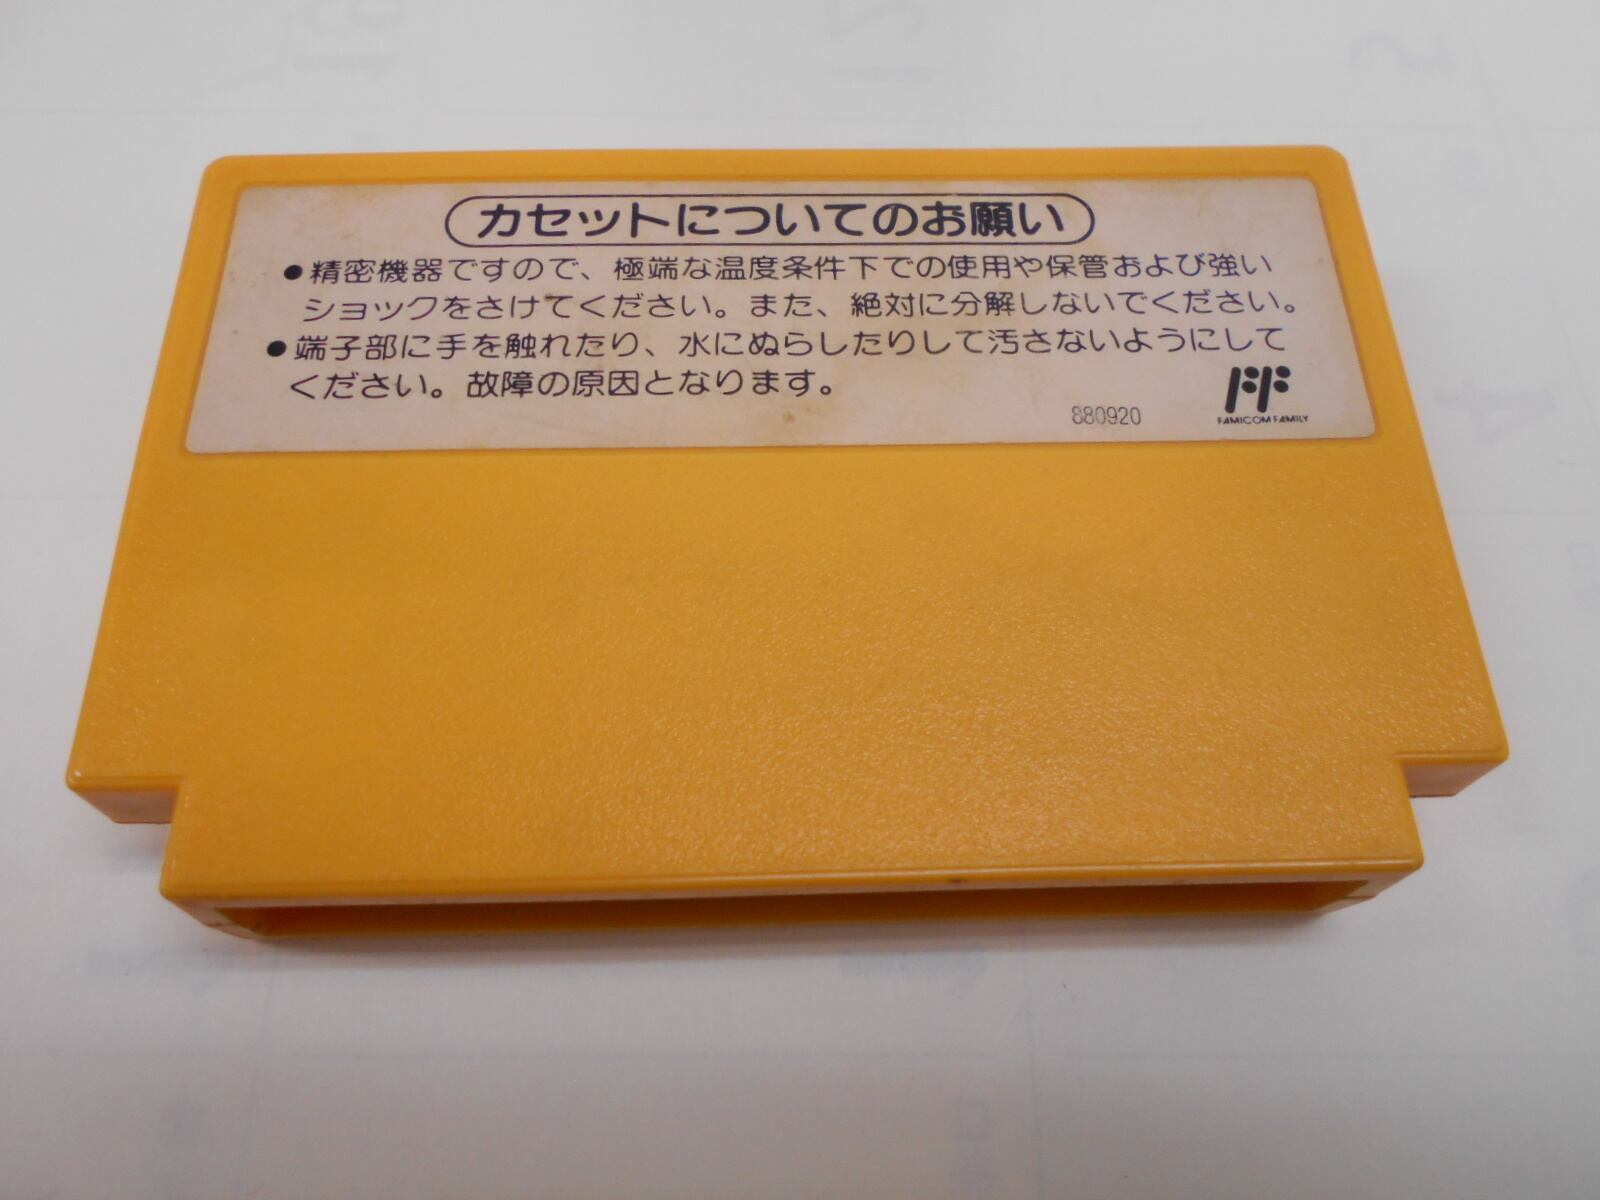 カセットについてのお願い
●精密機器ですので、極端な温度条件下での使用や保管および強い
ショックをさけてください。また、絶対に分解しないでください。
●端子部に手を触れたり、水にぬらしたりして汚さないようにして
ください。故障の原因となります。
880920
FF
FAMICOM FAMILY